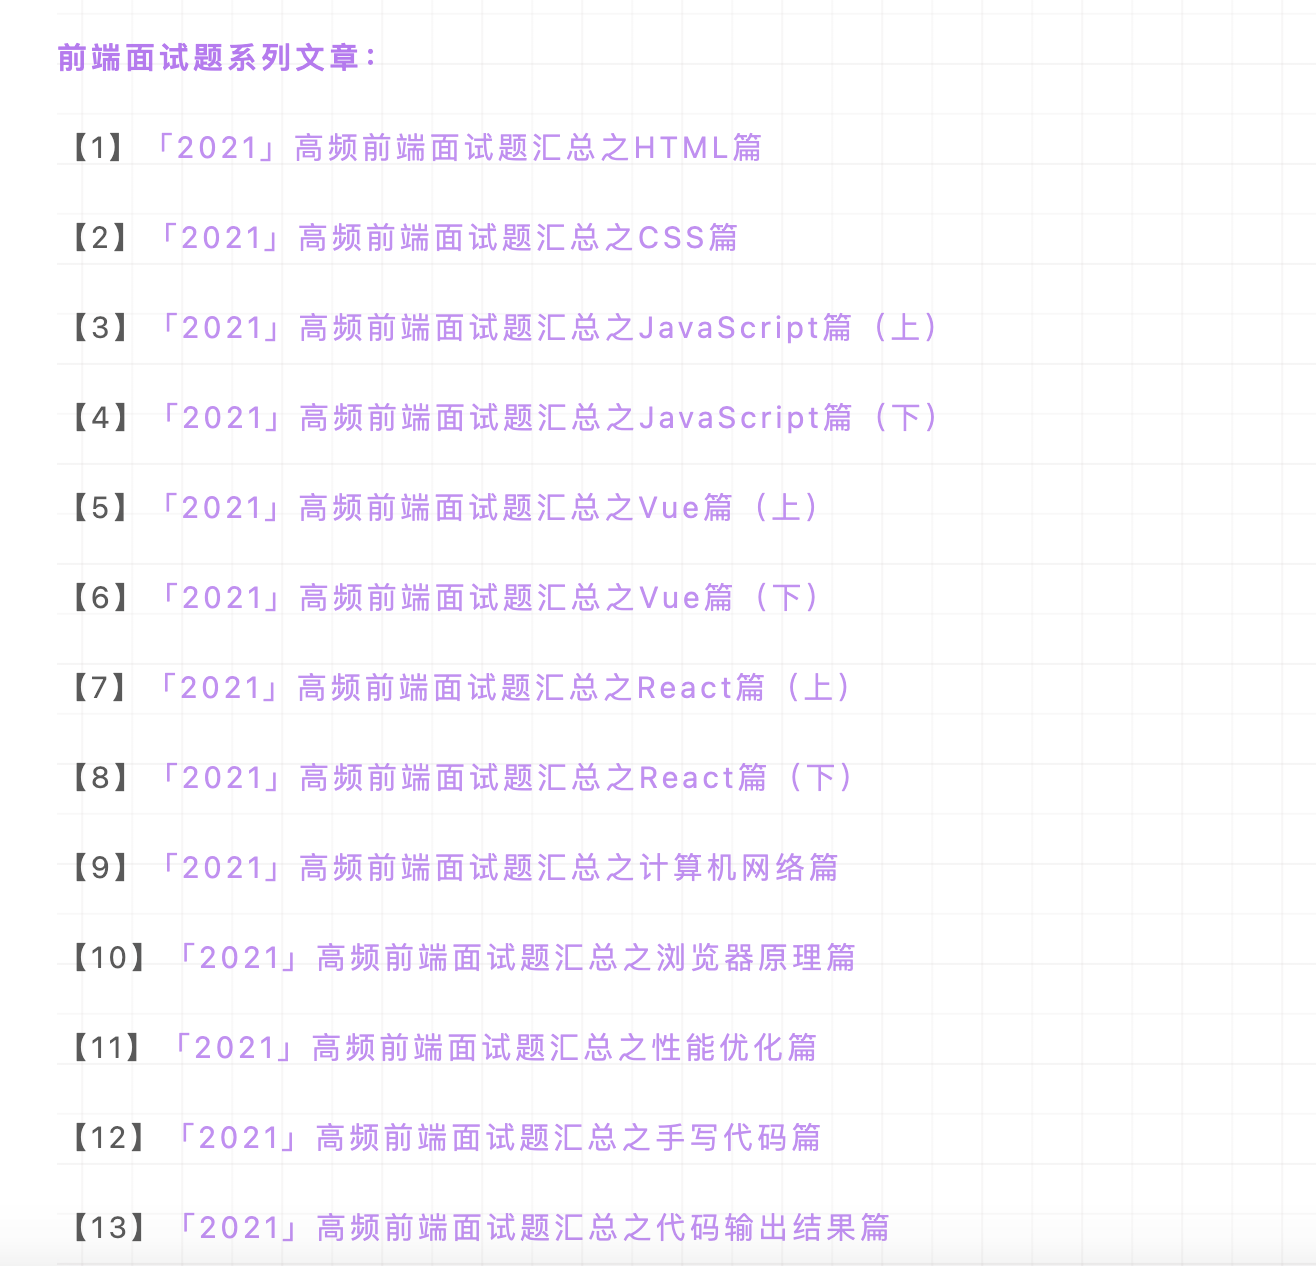 前端面试题系列文章：
【1】「2021」高频前端面试题汇总之HTML篇
【2】「2021」高频前端面试题汇总之CSS篇
【3】「2021」高频前端面试题汇总之JavaScript篇（上）
【4】「2021」高频前端面试题汇总之JavaScript篇（下）
【5】「2021」高频前端面试题汇总之Vue篇（上）
【6】「2021」高频前端面试题汇总之Vue篇（下）
【7】「2021」高频前端面试题汇总之React篇（上）
【8】「2021」高频前端面试题汇总之React篇（下）
【9】「2021」高频前端面试题汇总之计算机网络篇
【10】「2021」高频前端面试题汇总之浏览器原理篇
【11】「2021」高频前端面试题汇总之性能优化篇
【12】「2021」高频前端面试题汇总之手写代码篇
【13】「2021」高频前端面试题汇总之代码输出结果篇